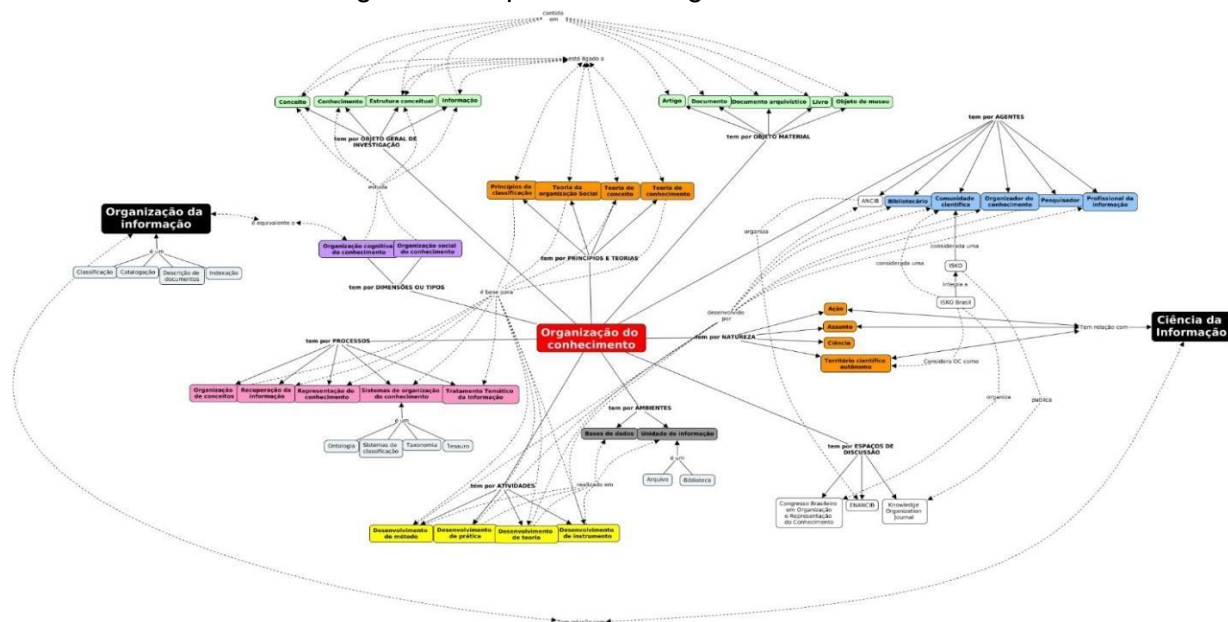 contido
em
está ligado a
Conceito
Conhecimento
Estrutura conceitual
Informação
Artigo
Documento
Documento arquivístico
Livro
Objeto de museu
tem por OBJETO GERAL DE
INVESTIGAÇÃO
tem por OBJETO MATERIAL
tem por AGENTES
estuda
Princípios de
classificação
Teoria da
organização Social
Teoria do
conceito
Teoria do
conhecimento
ANCIB
Bibliotecário
Comunidade
científica
Organizador do
conhecimento
Pesquisador
Profissional da
informação
Organização da
informação
é equivalente a
organiza
é um
Organização cognitiva
do conhecimento
Organização social
do conhecimento
considerada uma
considerada uma
Classificação
Catalogação
Descrição de
documentos
Indexação
tem por PRINCÍPIOS E TEORIAS
ISKO
integra a
tem por DIMENSÕES OU TIPOS
é base para
ISKO Brasil
desenvolvido
por
Ação
Organização do
conhecimento
tem por NATUREZA
Assunto
Tem relação com
Ciência da
Informação
tem por PROCESSOS
Ciência
Território científico
autônomo
Considera OC como
Organização
de conceitos
Recuperação da
informação
Representação do
conhecimento
Sistemas de organização
do conhecimento
Tratamento Temático
da Informação
organiza
publica
tem por AMBIENTES
é um
Bases de dados
Unidade de informação
Ontologia
Sistemas de
classificação
Taxonomia
Tesauro
tem por ESPAÇOS DE
DISCUSSÃO
é um
Arquivo
Biblioteca
tem por ATIVIDADES
realizado em
Congresso Brasileiro
em Organização
e Representação
do Conhecimento
ENANCIB
Knowledge
Organization
Journal
Desenvolvimento
de método
Desenvolvimento
de prática
Desenvolvimento
de teoria
Desenvolvimento
de instrumento